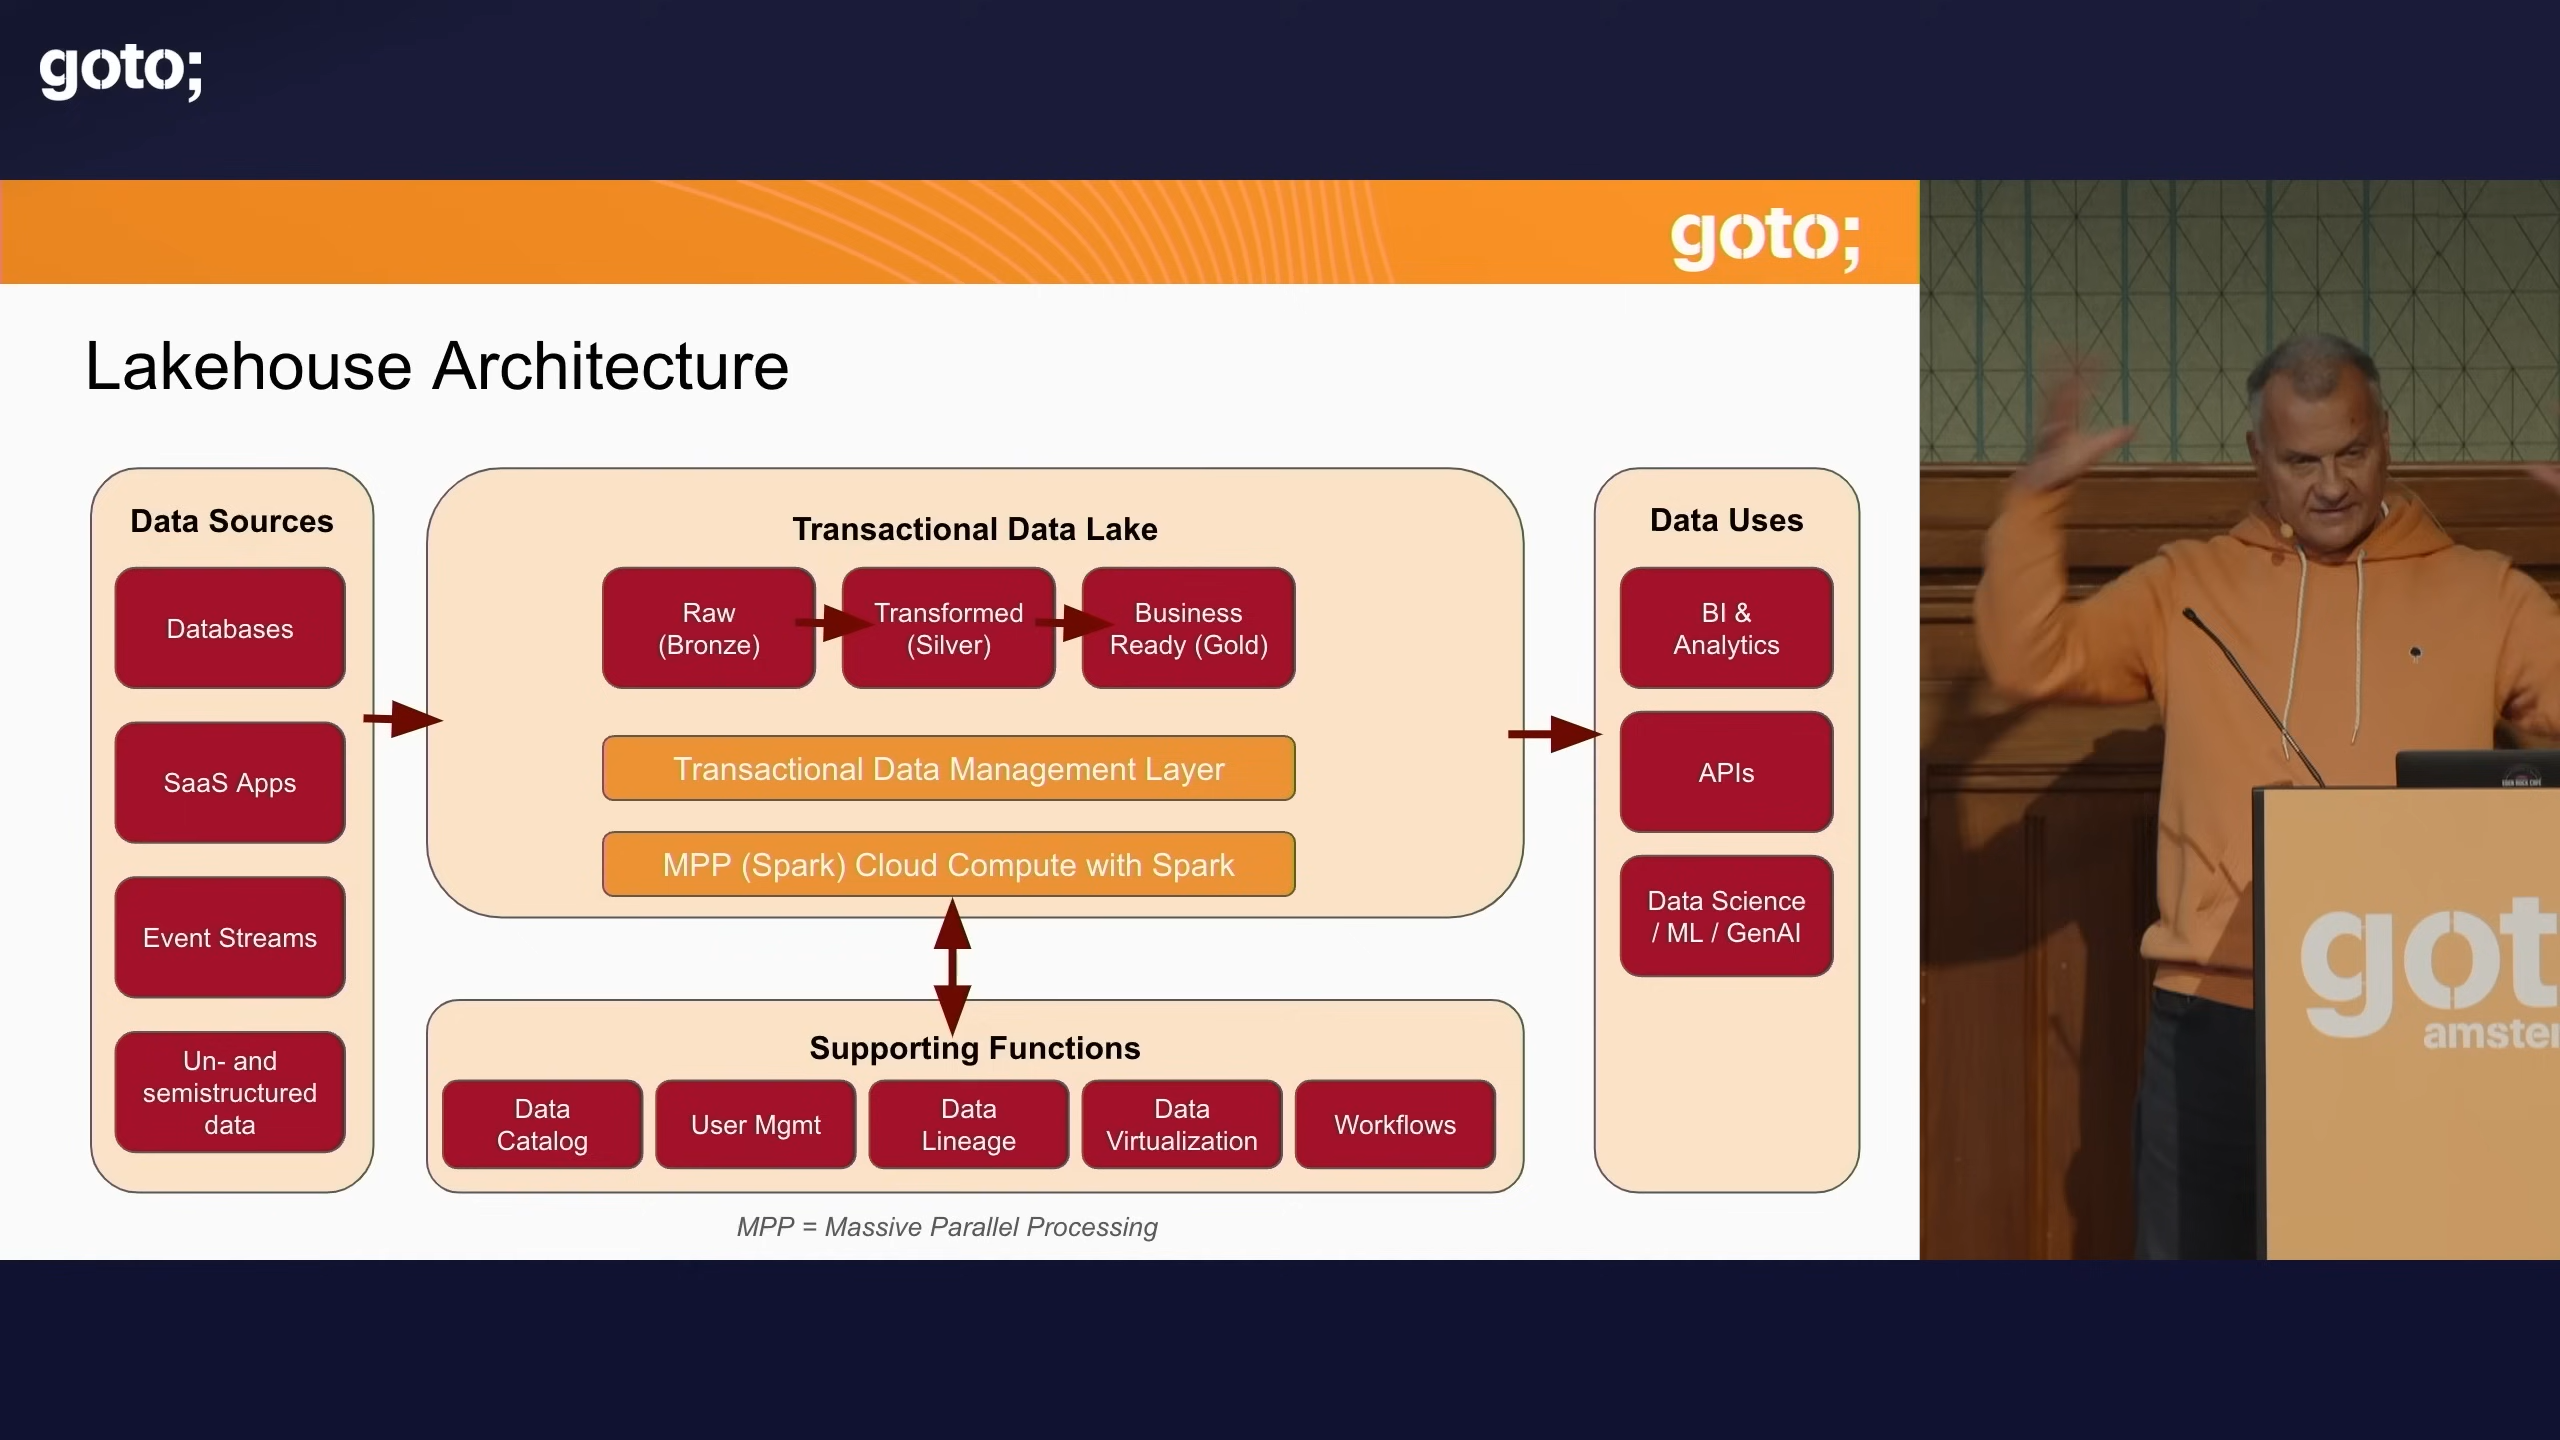 goto;
goto;
Lakehouse Architecture
Data Sources
Databases
SaaS Apps
Event Streams
Un- and
semistructured
data
Transactional Data Lake
Raw
(Bronze)
Transformed
(Silver)
Business
Ready (Gold)
Transactional Data Management Layer
MPP (Spark) Cloud Compute with Spark
Supporting Functions
Data
Catalog
User Mgmt
Data
Lineage
Data
Virtualization
Workflows
MPP = Massive Parallel Processing
Data Uses
BI &
Analytics
APIs
Data Science
/ ML / GenAI
got
amster